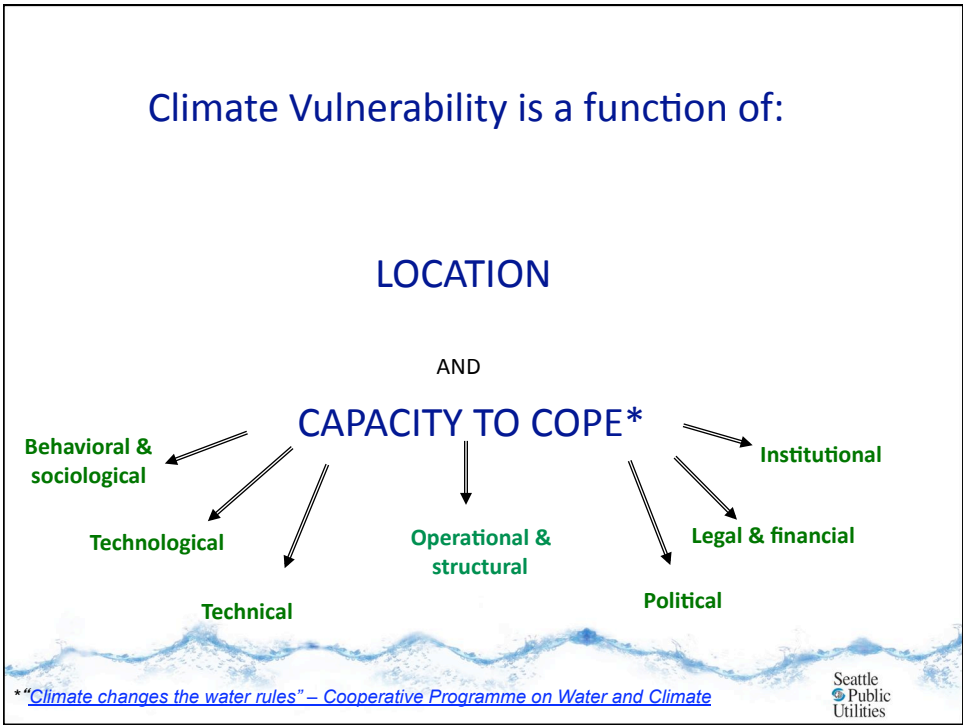 Climate Vulnerability is a function of:
LOCATION
AND
CAPACITY TO COPE*
Behavioral &
sociological
Technological
Technical
Operational &
structural
Political
Legal & financial
Institutional
*“Climate changes the water rules” – Cooperative Programme on Water and Climate
Seattle
Public
Utilities